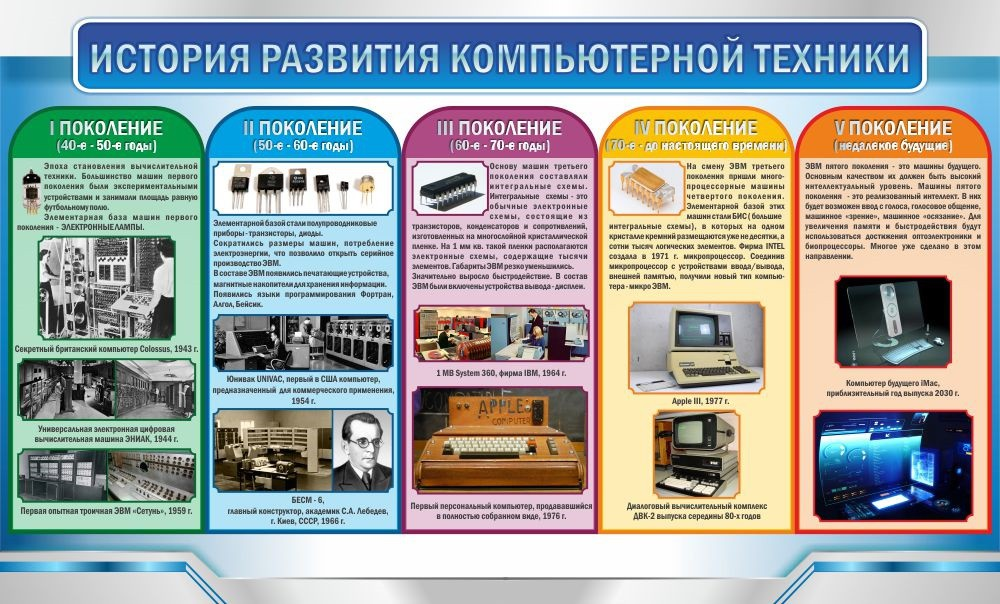 ИСТОРИЯ РАЗВИТИЯ КОМПЬЮТЕРНОЙ ТЕХНИКИ
I ПОКОЛЕНИЕ
(40-е - 50-е годы)
Эпоха становления вычислительной
техники. Большинство машин первого
поколения были экспериментальными
устройствами и занимали площадь равную
футбольному полю.
Элементарная база машин первого
поколения - ЭЛЕКТРОННЫЕ ЛАМПЫ.
Секретный британский компьютер Colossus, 1943 г.
Универсальная электронная цифровая
вычислительная машина ЭНИАК, 1944 г.
Первая опытная троичная ЭВМ «Сетунь», 1959 г.
II ПОКОЛЕНИЕ
(50-е - 60-е годы)
Элементарной базой стали полупроводниковые
приборы - транзисторы, диоды.
Сократились размеры машин, потребление
электроэнергии, что позволило открыть серийное
производство ЭВМ.
В составе ЭВМ появились печатающие устройства,
магнитные накопители для хранения информации.
Появились языки программирования Фортран,
Алгол, Бейсик.
Юнивак UNIVAC, первый в США компьютер,
предназначенный для коммерческого применения,
1954 г.
БЕСМ - 6,
главный конструктор, академик С.А. Лебедев,
г. Киев, СССР, 1966 г.
III ПОКОЛЕНИЕ
(60-е - 70-е годы)
Основу машин третьего
поколения составляли
интегральные схемы.
Интегральные схемы - это
обычные электронные
схемы, состоящие из
транзисторов, конденсаторов и сопротивлений,
изготовленных на многослойной кристаллической
пленке. На 1 мм кв. такой пленки располагаются
электронные схемы, содержащие тысячи
элементов. Габариты ЭВМ резко уменьшились.
Значительно выросло быстродействие. В состав
ЭВМ были включены устройства вывода - дисплеи.
1 MB System 360, фирма IBM, 1964 г.
APPLE
COMPUTER
Первый персональный компьютер, продававшийся
в полностью собранном виде, 1976 г.
IV ПОКОЛЕНИЕ
(70-е - до настоящего времени)
На смену ЭВМ третьего
поколения пришли много-
процессорные машины
четвертого поколения.
Элементарной базой этих
машин стали БИС ( большие
интегральные схемы), в которых на одном
кристалле кремний размещаются уже не десятки, а
сотни тысяч логических элементов. Фирма INTEL
создала в 1971 г. микропроцессор. Соединив
микропроцессор с устройствами ввода/вывода,
внешней памятью, получили новый тип компью-
тера - микро ЭВМ.
Apple III, 1977 г.
Диалоговый вычислительный комплекс
ДВК-2 выпуска середины 80-х годов
V ПОКОЛЕНИЕ
(недалекое будущие)
ЭВМ пятого поколения - это машины будущего.
Основным качеством их должен быть высокий
интеллектуальный уровень. Машины пятого
поколения - это реализованный интеллект. В них
будет возможен ввод с голоса, голосовое общение,
машинное «зрение», машинное «осязание». Для
увеличения памяти и быстродействия будут
использоваться достижения оптоэлектроники и
биопроцессоры. Многое уже сделано в этом
направлении.
Компьютер будущего iMac,
приблизительный год выпуска 2030 г.